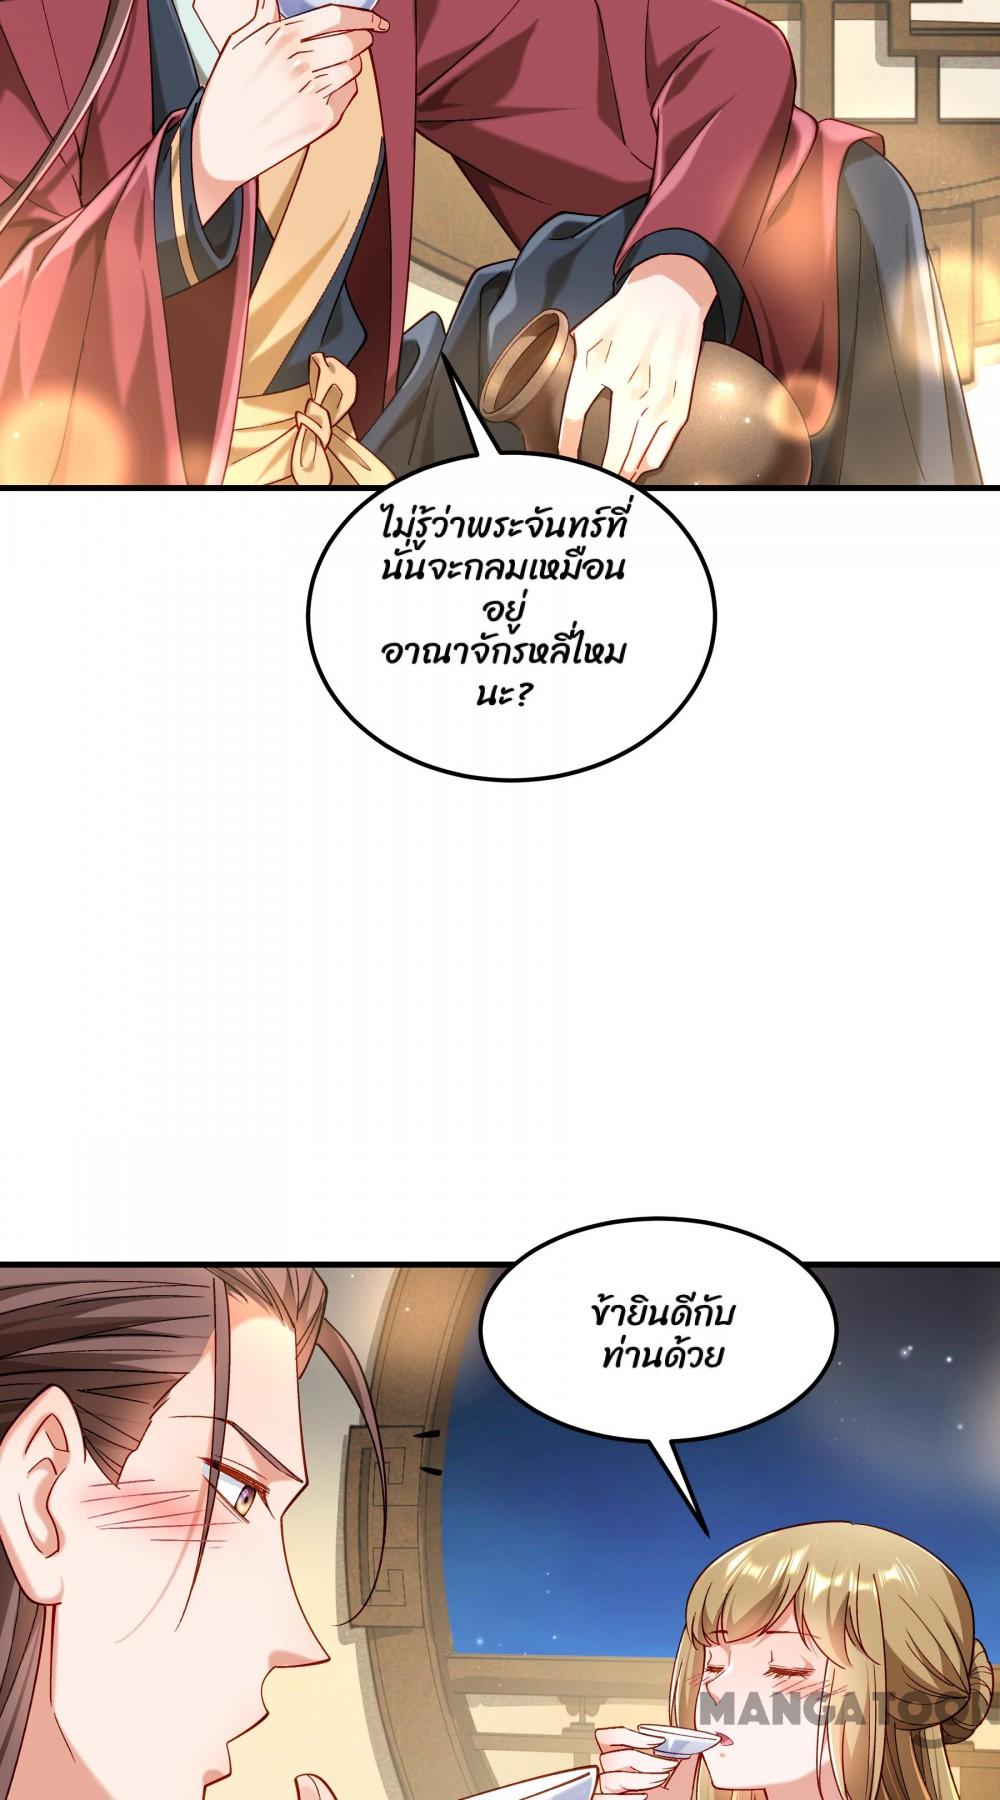 ไม่รู้ว่าพระจันทร์ที่
นั่นจะกลมเหมือน
อยู่
อาณาจักรหลี่ไหม
นะ?
ข้ายินดีกับ
ท่านด้วย
MANGATOON